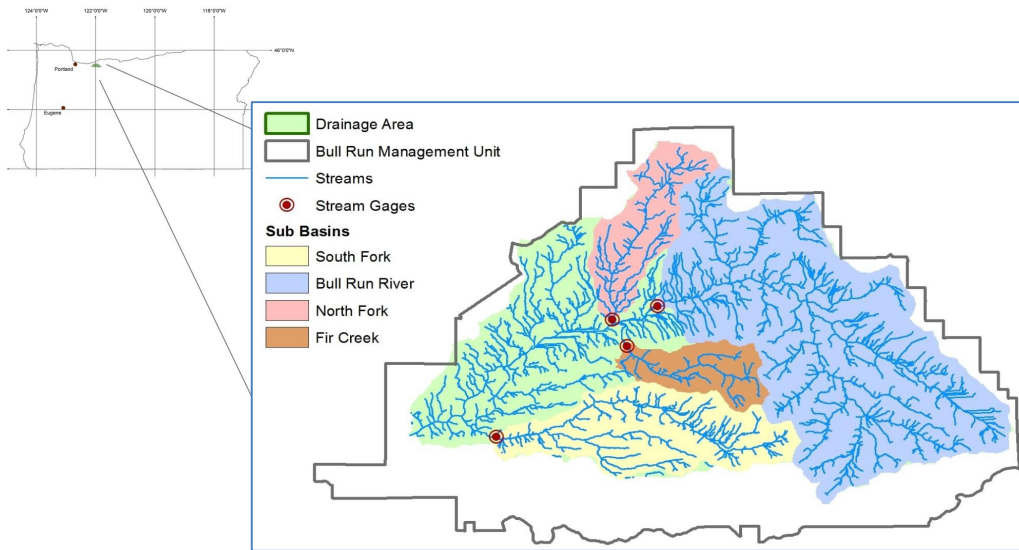 124°0'0"W 122°0'0"W 120°0'0"W 118°0'0"W
46°0'0"N
Portland
Eugene
Drainage Area
Bull Run Management Unit
Streams
Stream Gages
Sub Basins
South Fork
Bull Run River
North Fork
Fir Creek